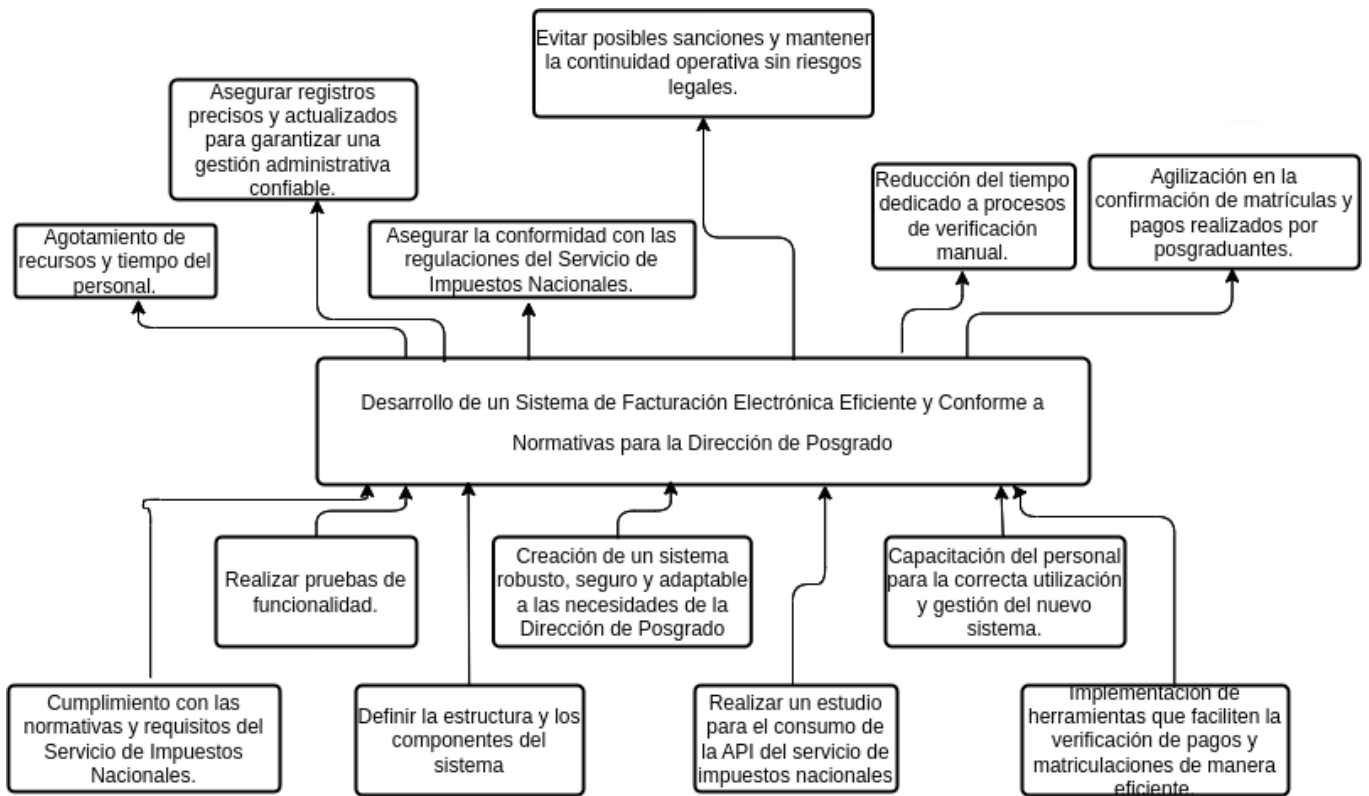 Evitar posibles sanciones y mantener
la continuidad operativa sin riesgos
legales.
Asegurar registros
precisos y actualizados
para garantizar una
gestión administrativa
confiable.
Agotamiento de
recursos y tiempo del
personal.
Asegurar la conformidad con las
regulaciones del Servicio de
Impuestos Nacionales.
Reducción del tiempo
dedicado a procesos
de verificación
manual.
Agilización en la
confirmación de matrículas y
pagos realizados por
posgraduantes.
Desarrollo de un Sistema de Facturación Electrónica Eficiente y Conforme a
Normativas para la Dirección de Posgrado
Realizar pruebas de
funcionalidad.
Creación de un sistema
robusto, seguro y adaptable
a las necesidades de la
Dirección de Posgrado
Capacitación del personal
para la correcta utilización
y gestión del nuevo
sistema.
Cumplimiento con las
normativas y requisitos del
Servicio de Impuestos
Nacionales.
Definir la estructura y los
componentes del
sistema
Realizar un estudio
para el consumo de
la API del servicio de
impuestos nacionales
Implementación de
herramientas que faciliten la
verificación de pagos y
matriculaciones de manera
eficiente.